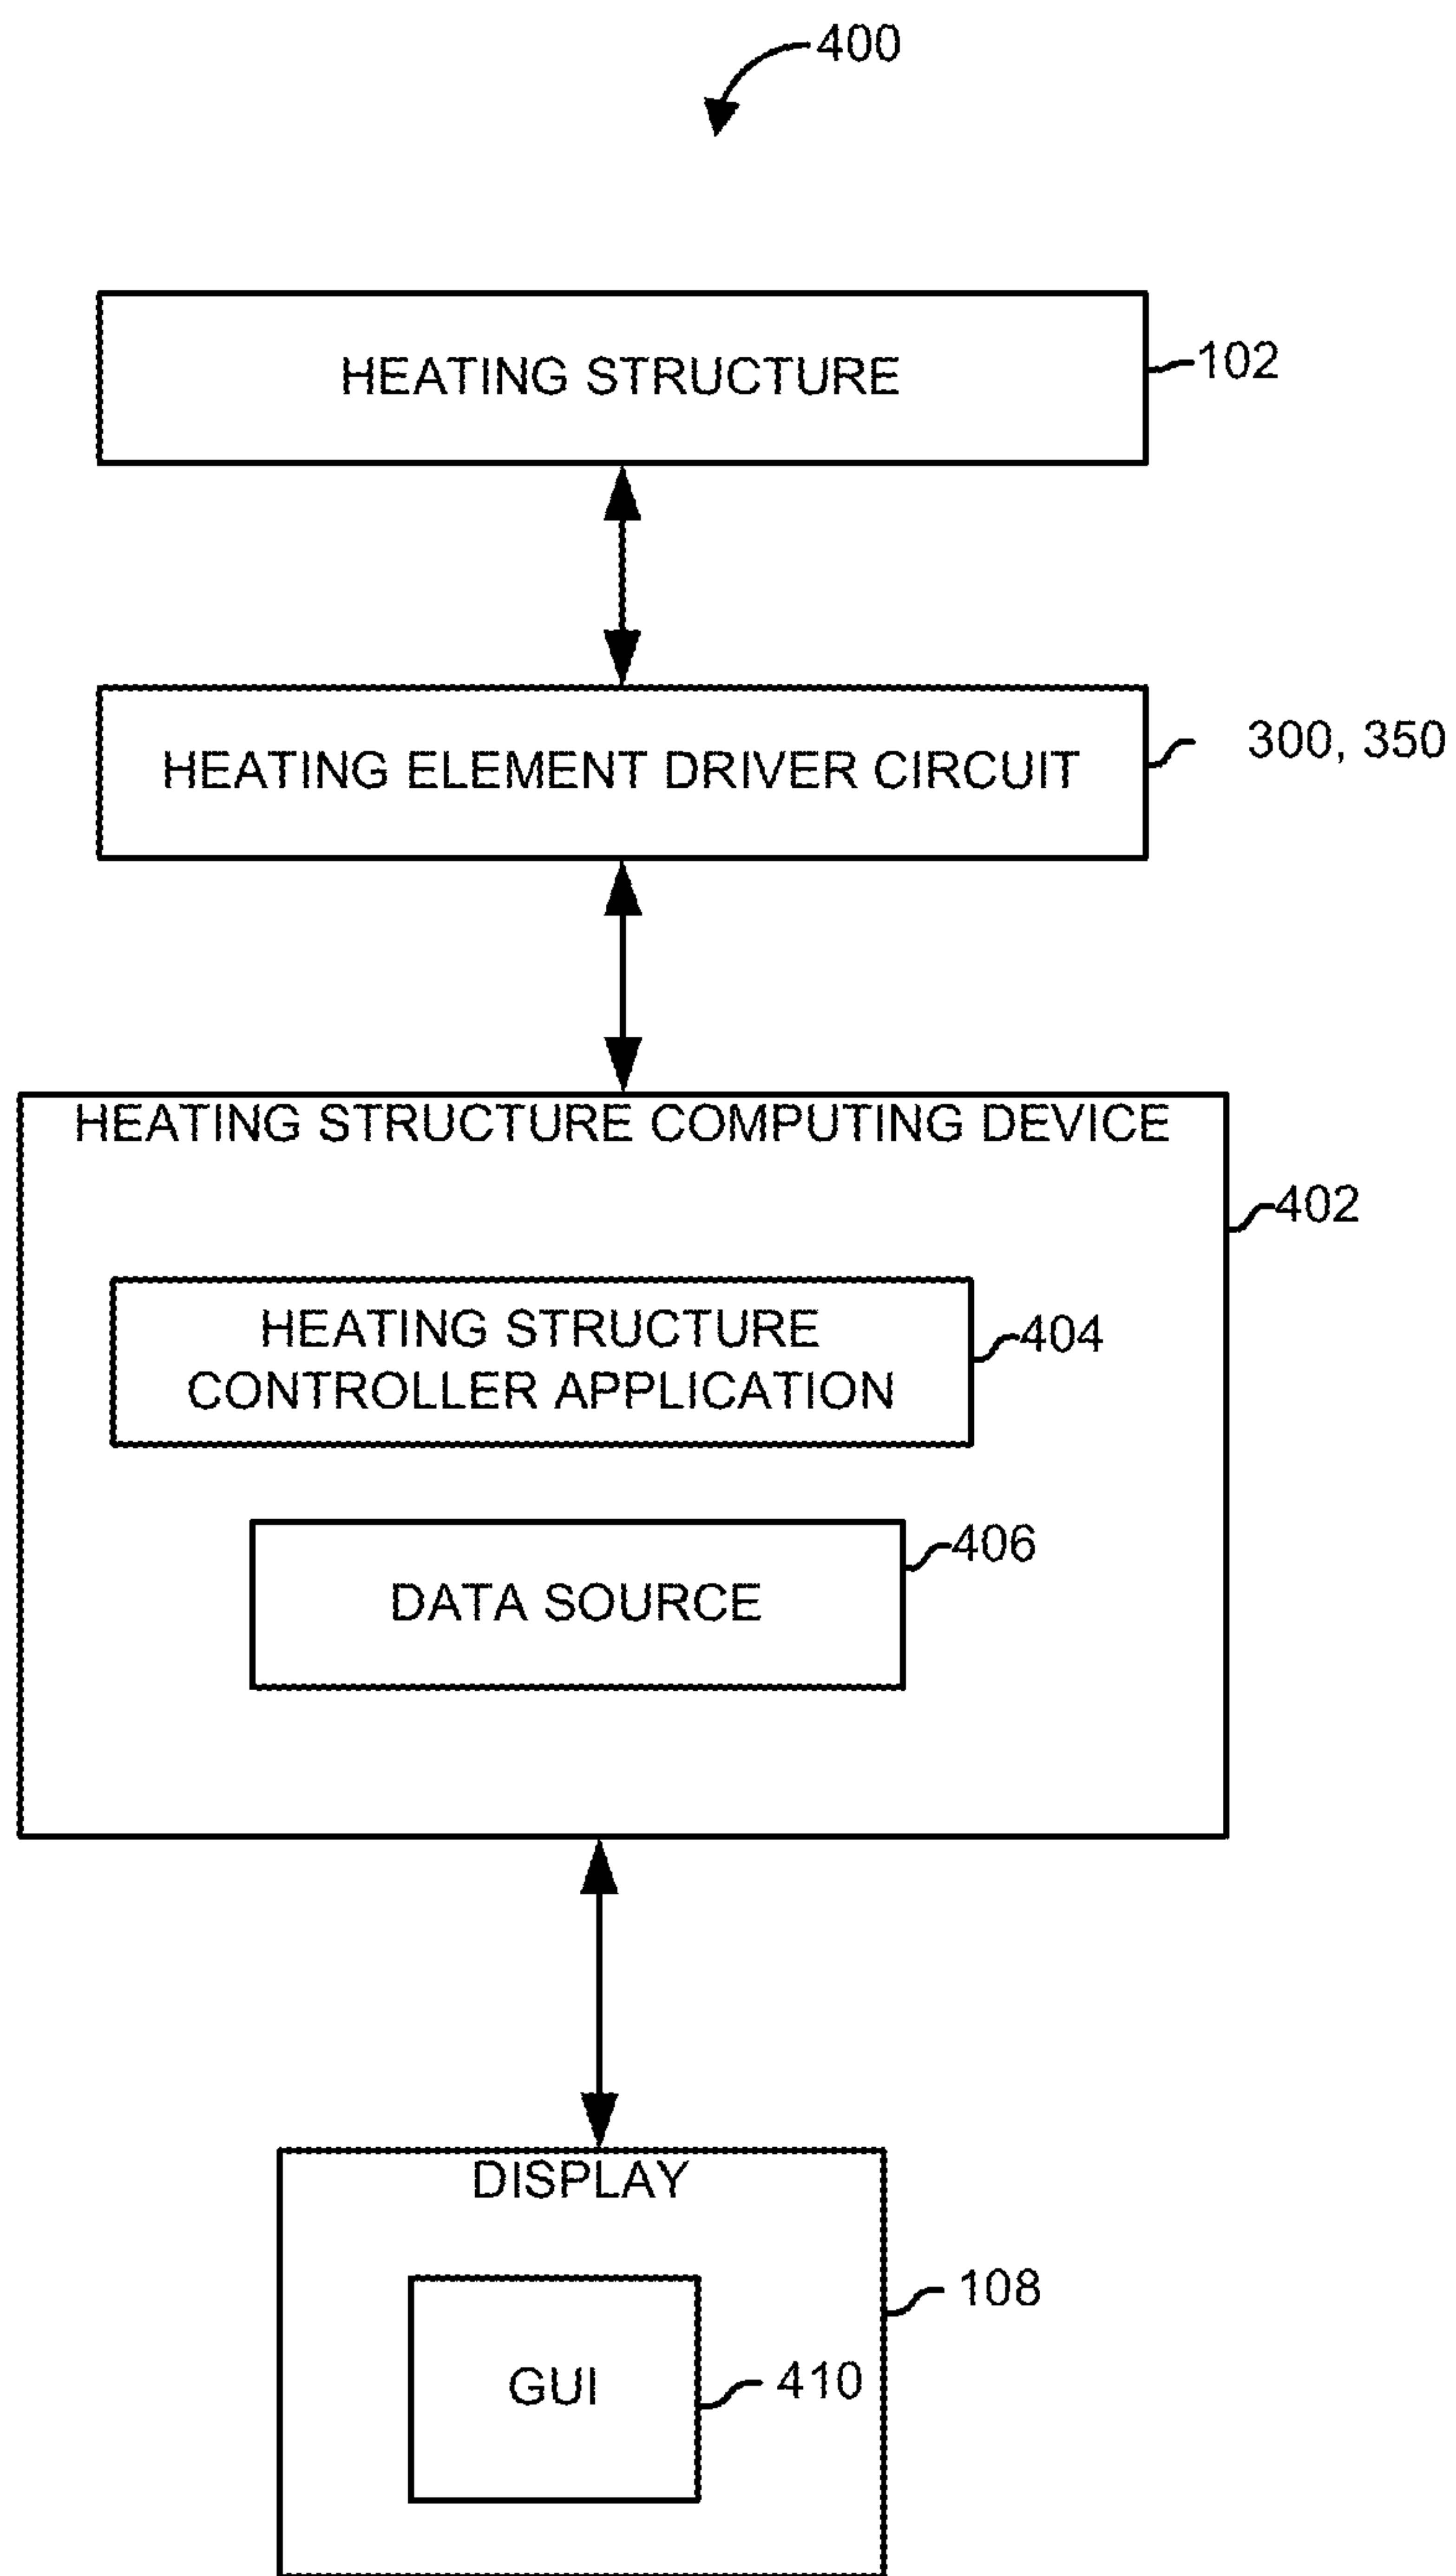 400
HEATING STRUCTURE
102
HEATING ELEMENT DRIVER CIRCUIT
300, 350
HEATING STRUCTURE COMPUTING DEVICE
402
HEATING STRUCTURE
CONTROLLER APPLICATION
404
DATA SOURCE
406
DISPLAY
108
GUI
410